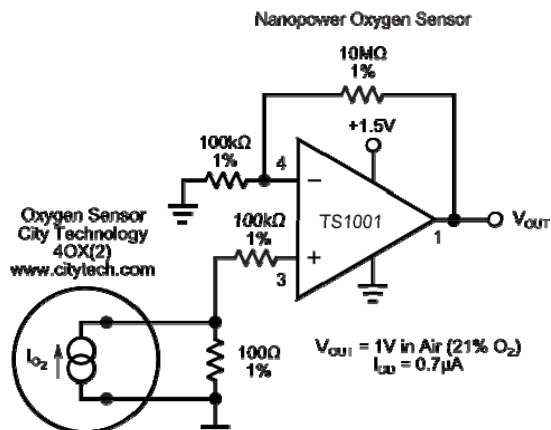 Nanopower Oxygen Sensor
10MΩ
1%
+1.5V
100kΩ
1%
4
Oxygen Sensor
City Technology
4OX(2)
www.citytech.com
100kΩ
1%
TS1001
1
VOUT
3
IO2
100Ω
1%
VOUT = 1V in Air (21% O2)
IDD = 0.7µA